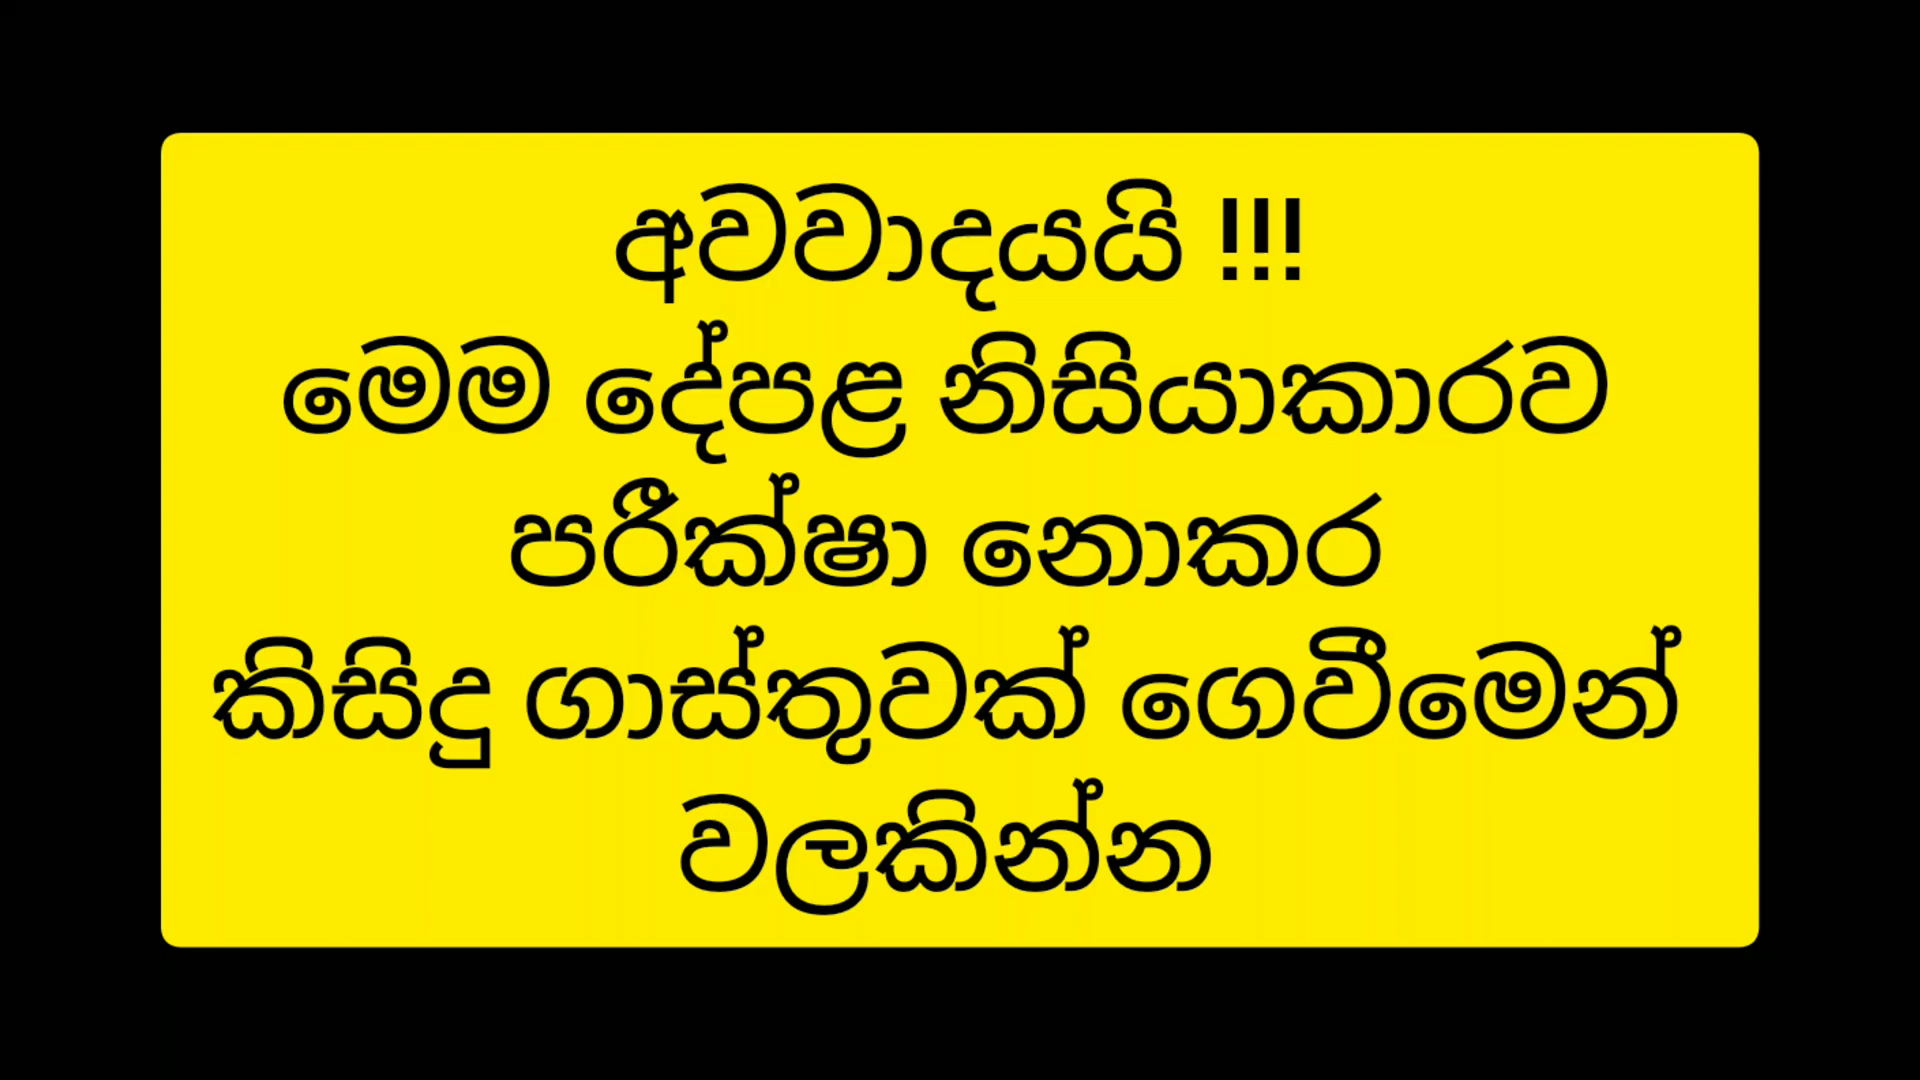 අවවාදයයි !!!
මෙම දේපළ නිසියාකාරව
පරීක්ෂා නොකර
කිසිදු ගාස්තුවක් ගෙවීමෙන්
වලකින්න